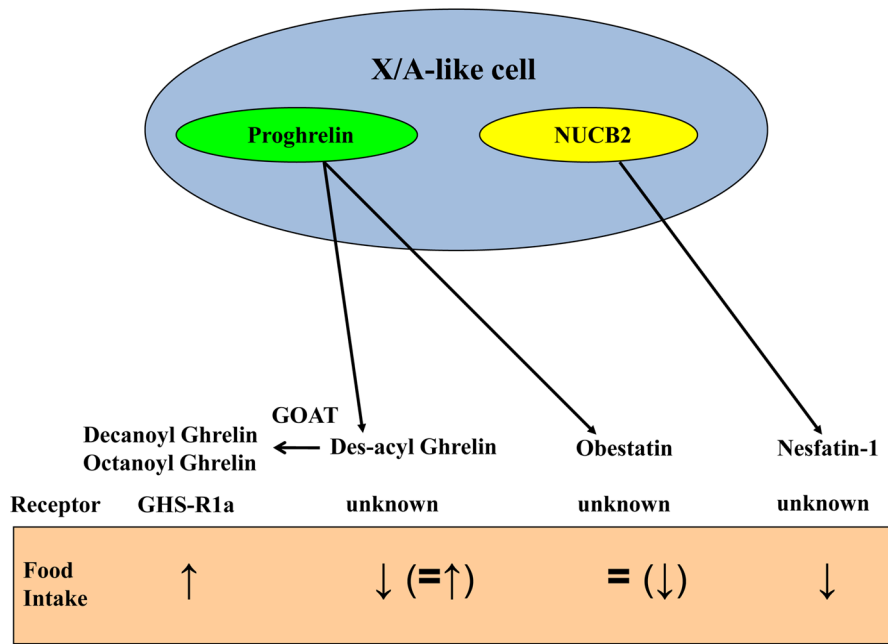 X/A-like cell
Proghrelin
NUCB2
GOAT
Decanoyl Ghrelin
Octanoyl Ghrelin
Des-acyl Ghrelin
Obestatin
Nesfatin-1
Receptor GHS-R1a unknown unknown unknown
Food
Intake
↑ ↓ (=↑) = (↓) ↓